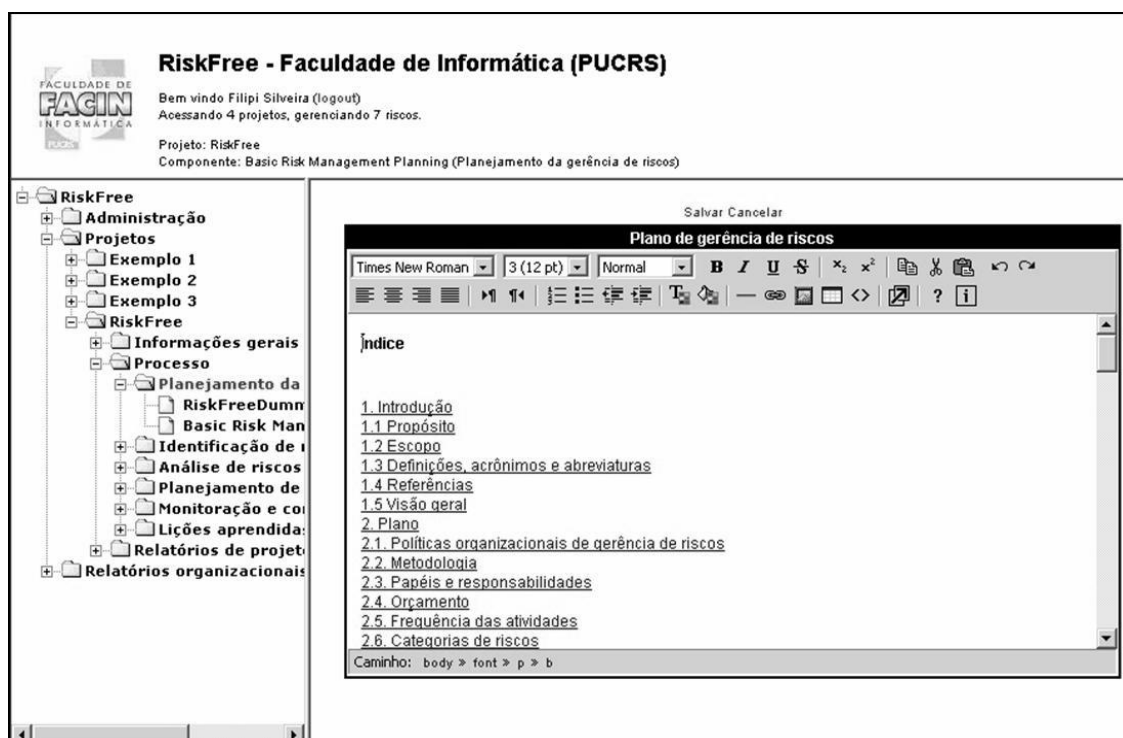 FACULDADE DE
FACIN
INFORMÁTICA
PUCRS
RiskFree - Faculdade de Informática (PUCRS)
Bem vindo Filipi Silveira (logout)
Acessando 4 projetos, gerenciando 7 riscos.
Projeto: RiskFree
Componente: Basic Risk Management Planning (Planejamento da gerência de riscos)
RiskFree
Administração
Projetos
Exemplo 1
Exemplo 2
Exemplo 3
RiskFree
Informações gerais
Processo
Planejamento da
RiskFreeDumm
Basic Risk Man
Identificação de r
Análise de riscos
Planejamento de
Monitoração e co
Lições aprendidas
Relatórios de projet
Relatórios organizacionais
Salvar Cancelar
Plano de gerência de riscos
Times New Roman 3 (12 pt) Normal B I U S x₂ x²
T ? i
Índice
1. Introdução
1.1 Propósito
1.2 Escopo
1.3 Definições, acrônimos e abreviaturas
1.4 Referências
1.5 Visão geral
2. Plano
2.1. Políticas organizacionais de gerência de riscos
2.2. Metodologia
2.3. Papéis e responsabilidades
2.4. Orçamento
2.5. Frequência das atividades
2.6. Categorias de riscos
Caminho: body » font » p » b